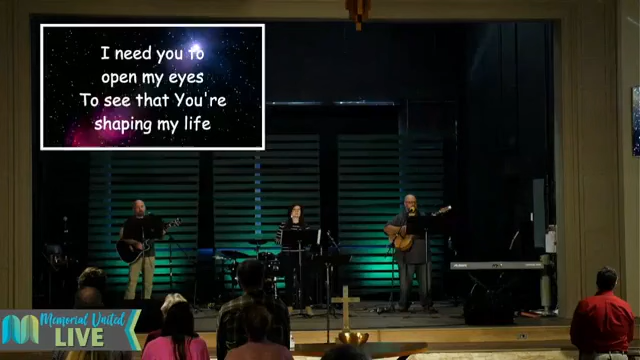 I need you to
open my eyes
To see that You're
shaping my life
Memorial United
LIVE